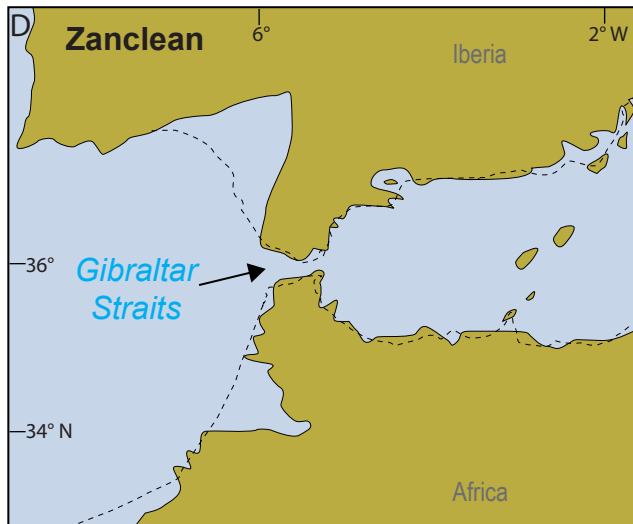 D
Zanclean
6°
2° W
Iberia
36°
Gibraltar
Straits
34° N
Africa